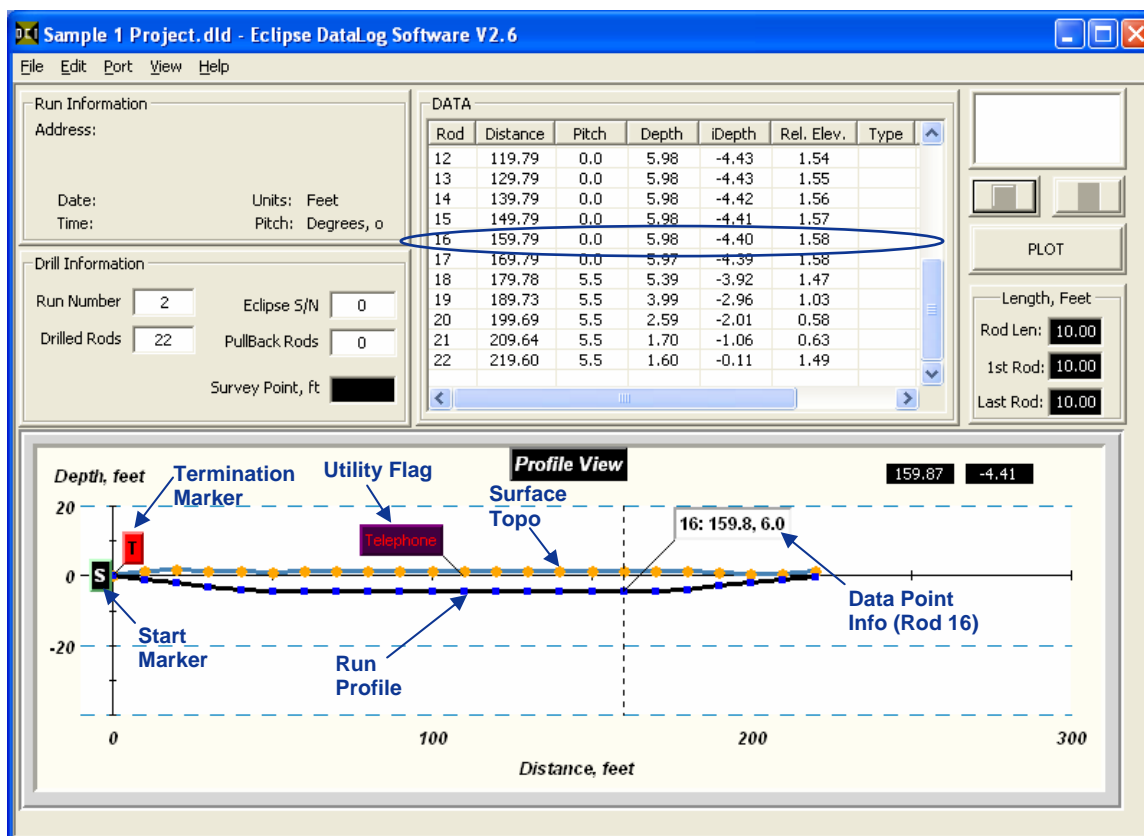 DCI Sample 1 Project.dld - Eclipse DataLog Software V2.6
File Edit Port View Help
Run Information
Address:
Date: Units: Feet
Time: Pitch: Degrees, o
Drill Information
Run Number 2 Eclipse S/N 0
Drilled Rods 22 PullBack Rods 0
Survey Point, ft
DATA
Rod Distance Pitch Depth iDepth Rel. Elev. Type
12 119.79 0.0 5.98 -4.43 1.54
13 129.79 0.0 5.98 -4.43 1.55
14 139.79 0.0 5.98 -4.42 1.56
15 149.79 0.0 5.98 -4.41 1.57
16 159.79 0.0 5.98 -4.40 1.58
17 169.79 0.0 5.97 -4.39 1.58
18 179.78 5.5 5.39 -3.92 1.47
19 189.73 5.5 3.99 -2.96 1.03
20 199.69 5.5 2.59 -2.01 0.58
21 209.64 5.5 1.70 -1.06 0.63
22 219.60 5.5 1.60 -0.11 1.49
PLOT
Length, Feet
Rod Len: 10.00
1st Rod: 10.00
Last Rod: 10.00
Profile View
159.87 -4.41
Depth, feet
Termination
Marker
Utility Flag
Surface
Topo
20
0
-20
T
S
Telephone
16: 159.8, 6.0
Start
Marker
Run
Profile
Data Point
Info (Rod 16)
0 100 200 300
Distance, feet